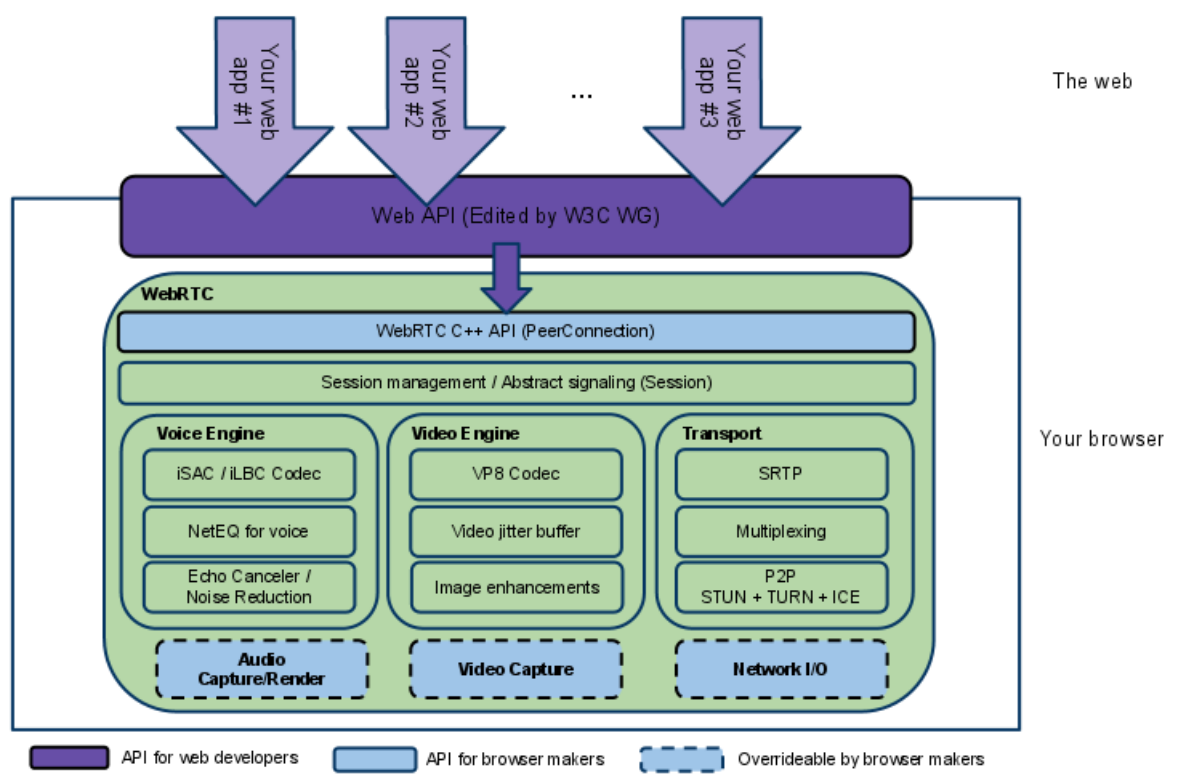 Your web
app #1
Your web
app #2
...
Your web
app #3
The web
Web API (Edited by W3C WG)
WebRTC
WebRTC C++ API (PeerConnection)
Session management / Abstract signaling (Session)
Your browser
Voice Engine
iSAC / iLBC Codec
NetEQ for voice
Echo Canceler /
Noise Reduction
Video Engine
VP8 Codec
Video jitter buffer
Image enhancements
Transport
SRTP
Multiplexing
P2P
STUN + TURN + ICE
Audio
Capture/Render
Video Capture
Network I/O
API for web developers
API for browser makers
Overrideable by browser makers